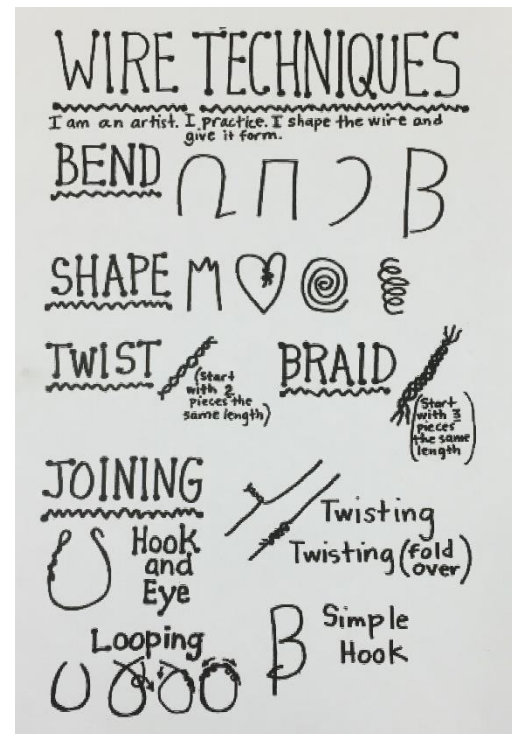 WIRE TECHNIQUES
I am an artist. I practice. I shape the wire and
give it form.
BEND
SHAPE
TWIST
(Start
with 2
pieces the
same length)
BRAID
(Start
with 3
pieces
the same
length)
JOINING
Hook
and
Eye
Twisting
Twisting (fold
over)
Looping
Simple
Hook